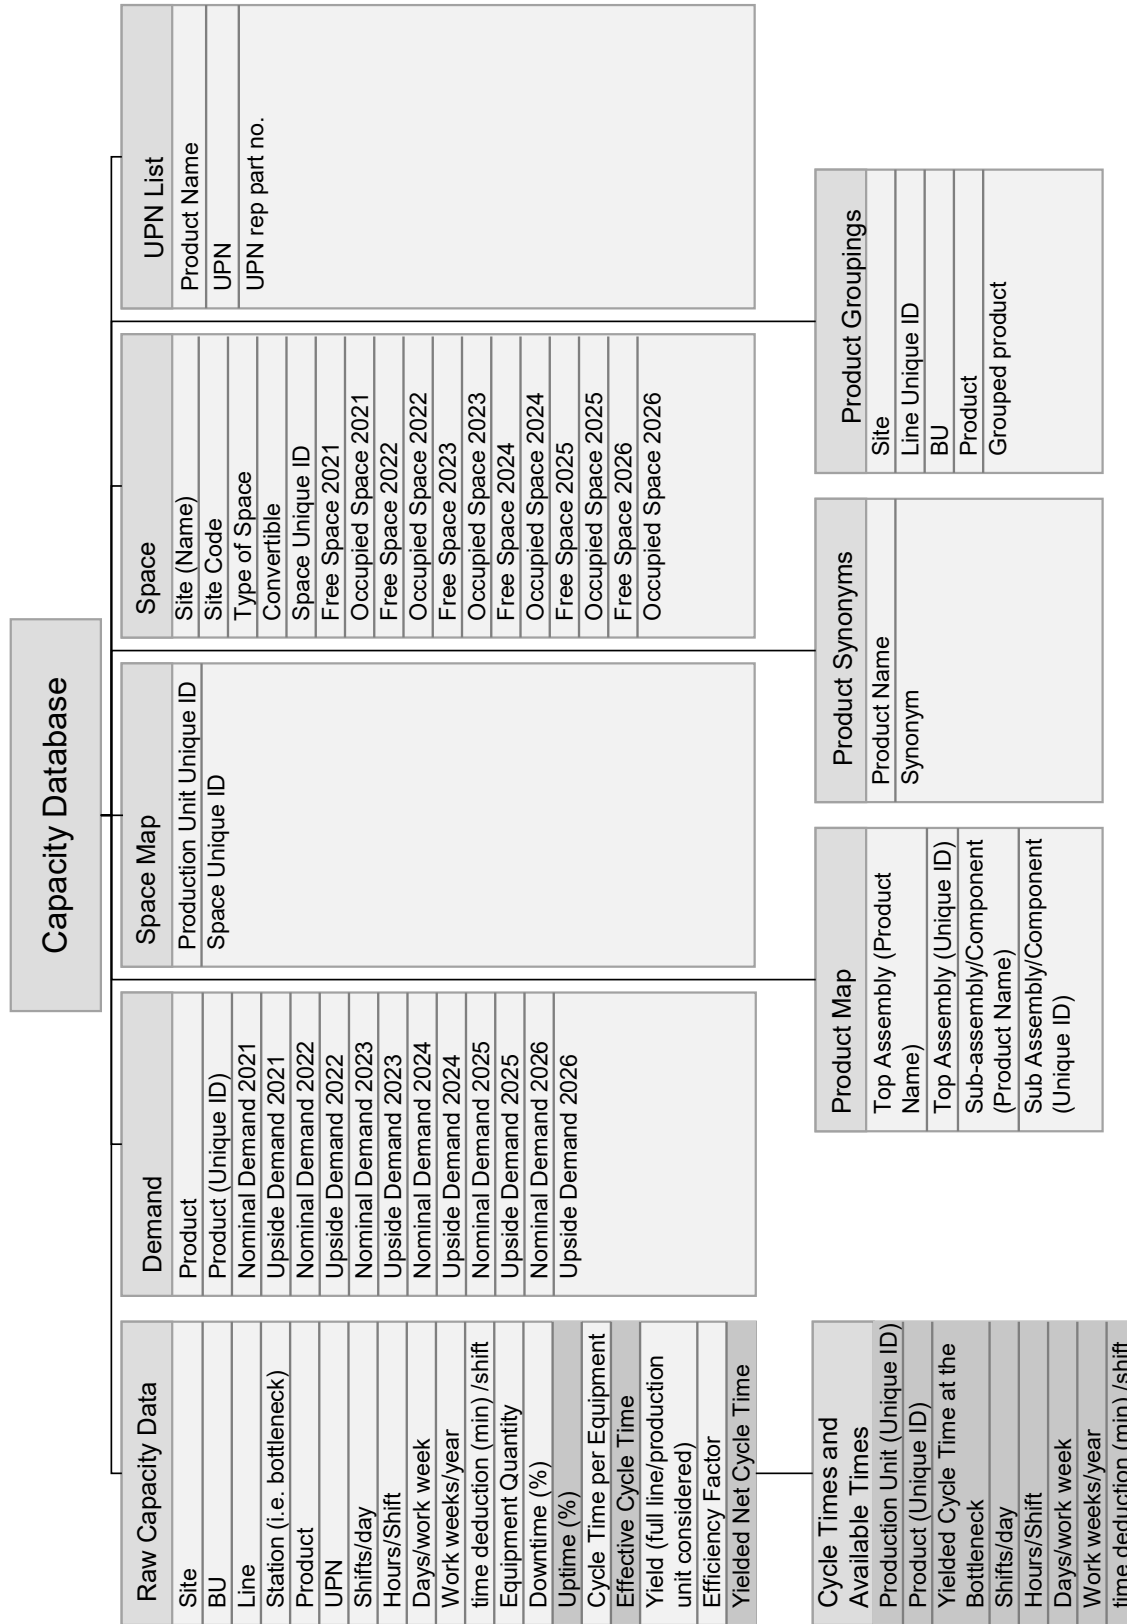 Capacity Database
Raw Capacity Data
Site
BU
Line
Station (i.e. bottleneck)
Product
UPN
Shifts/day
Hours/Shift
Days/work week
Work weeks/year
time deduction (min) /shift
Equipment Quantity
Downtime (%)
Uptime (%)
Cycle Time per Equipment
Effective Cycle Time
Yield (full line/production
unit considered)
Efficiency Factor
Yielded Net Cycle Time
Demand
Product
Product (Unique ID)
Nominal Demand 2021
Upside Demand 2021
Nominal Demand 2022
Upside Demand 2022
Nominal Demand 2023
Upside Demand 2023
Nominal Demand 2024
Upside Demand 2024
Nominal Demand 2025
Upside Demand 2025
Nominal Demand 2026
Upside Demand 2026
Space Map
Production Unit Unique ID
Space Unique ID
Space
Site (Name)
Site Code
Type of Space
Convertible
Space Unique ID
Free Space 2021
Occupied Space 2021
Free Space 2022
Occupied Space 2022
Free Space 2023
Occupied Space 2023
Free Space 2024
Occupied Space 2024
Free Space 2025
Occupied Space 2025
Free Space 2026
Occupied Space 2026
UPN List
Product Name
UPN
UPN rep part no.
Cycle Times and
Available Times
Production Unit (Unique ID)
Product (Unique ID)
Yielded Cycle Time at the
Bottleneck
Shifts/day
Hours/Shift
Days/work week
Work weeks/year
time deduction (min) /shift
Product Map
Top Assembly (Product
Name)
Top Assembly (Unique ID)
Sub-assembly/Component
(Product Name)
Sub Assembly/Component
(Unique ID)
Product Synonyms
Product Name
Synonym
Product Groupings
Site
Line Unique ID
BU
Product
Grouped product